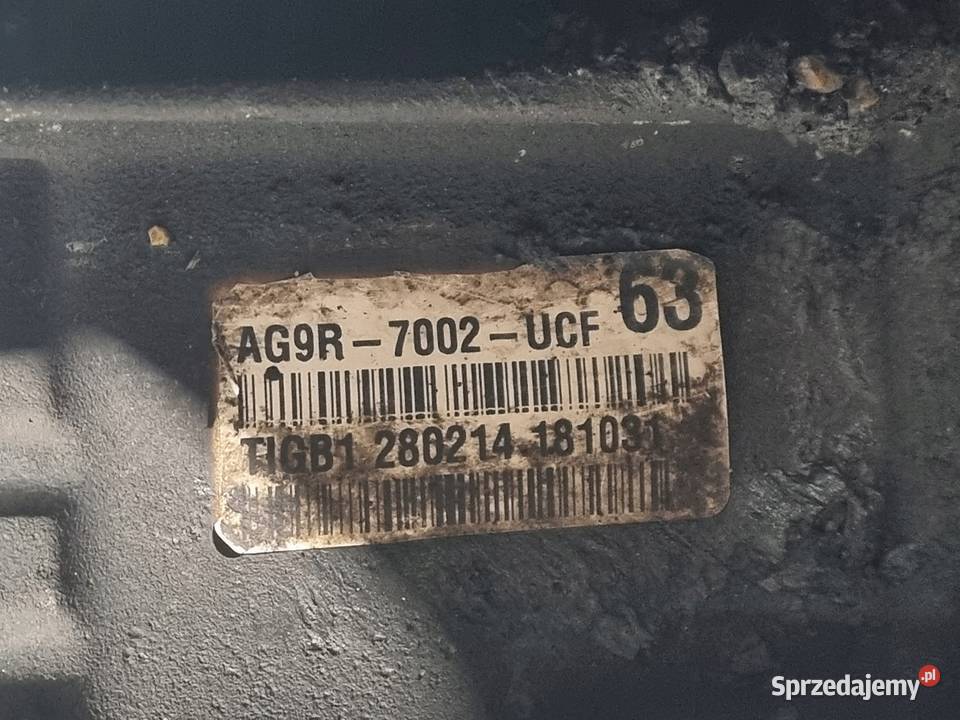 63
AG9R-7002-UCF
TIGB1 280214 181031
Sprzedajemy.pl